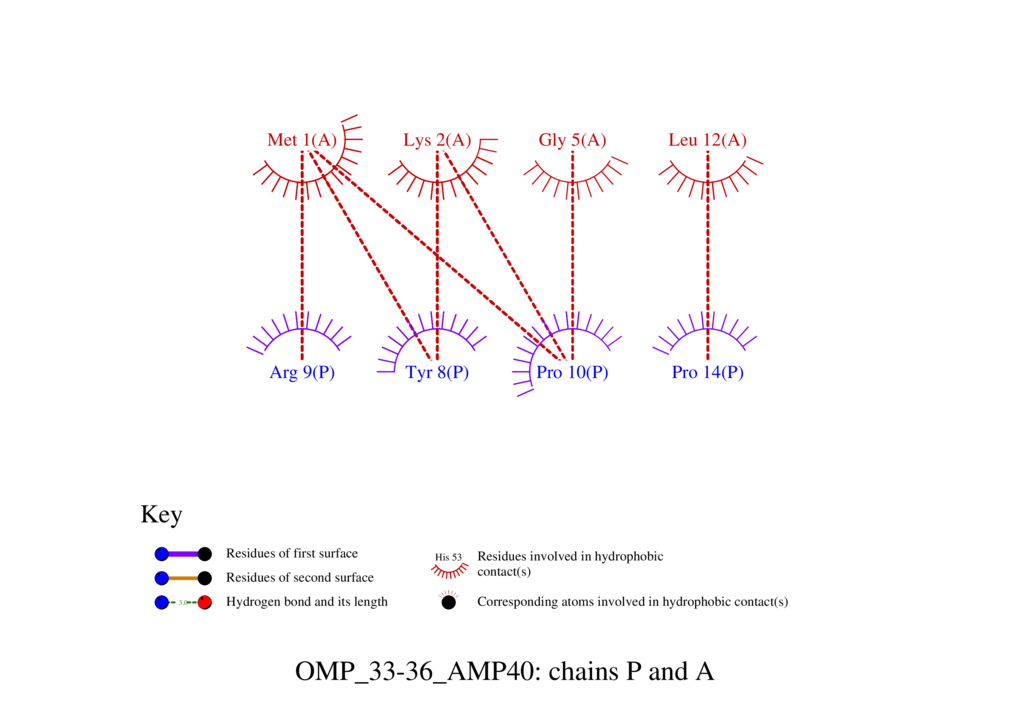 Met 1(A) Lys 2(A) Gly 5(A) Leu 12(A)
Arg 9(P) Tyr 8(P) Pro 10(P) Pro 14(P)
Key
Residues of first surface
Residues of second surface
3.0
Hydrogen bond and its length
His 53
Residues involved in hydrophobic
contact(s)
Corresponding atoms involved in hydrophobic contact(s)
OMP_33-36_AMP40: chains P and A